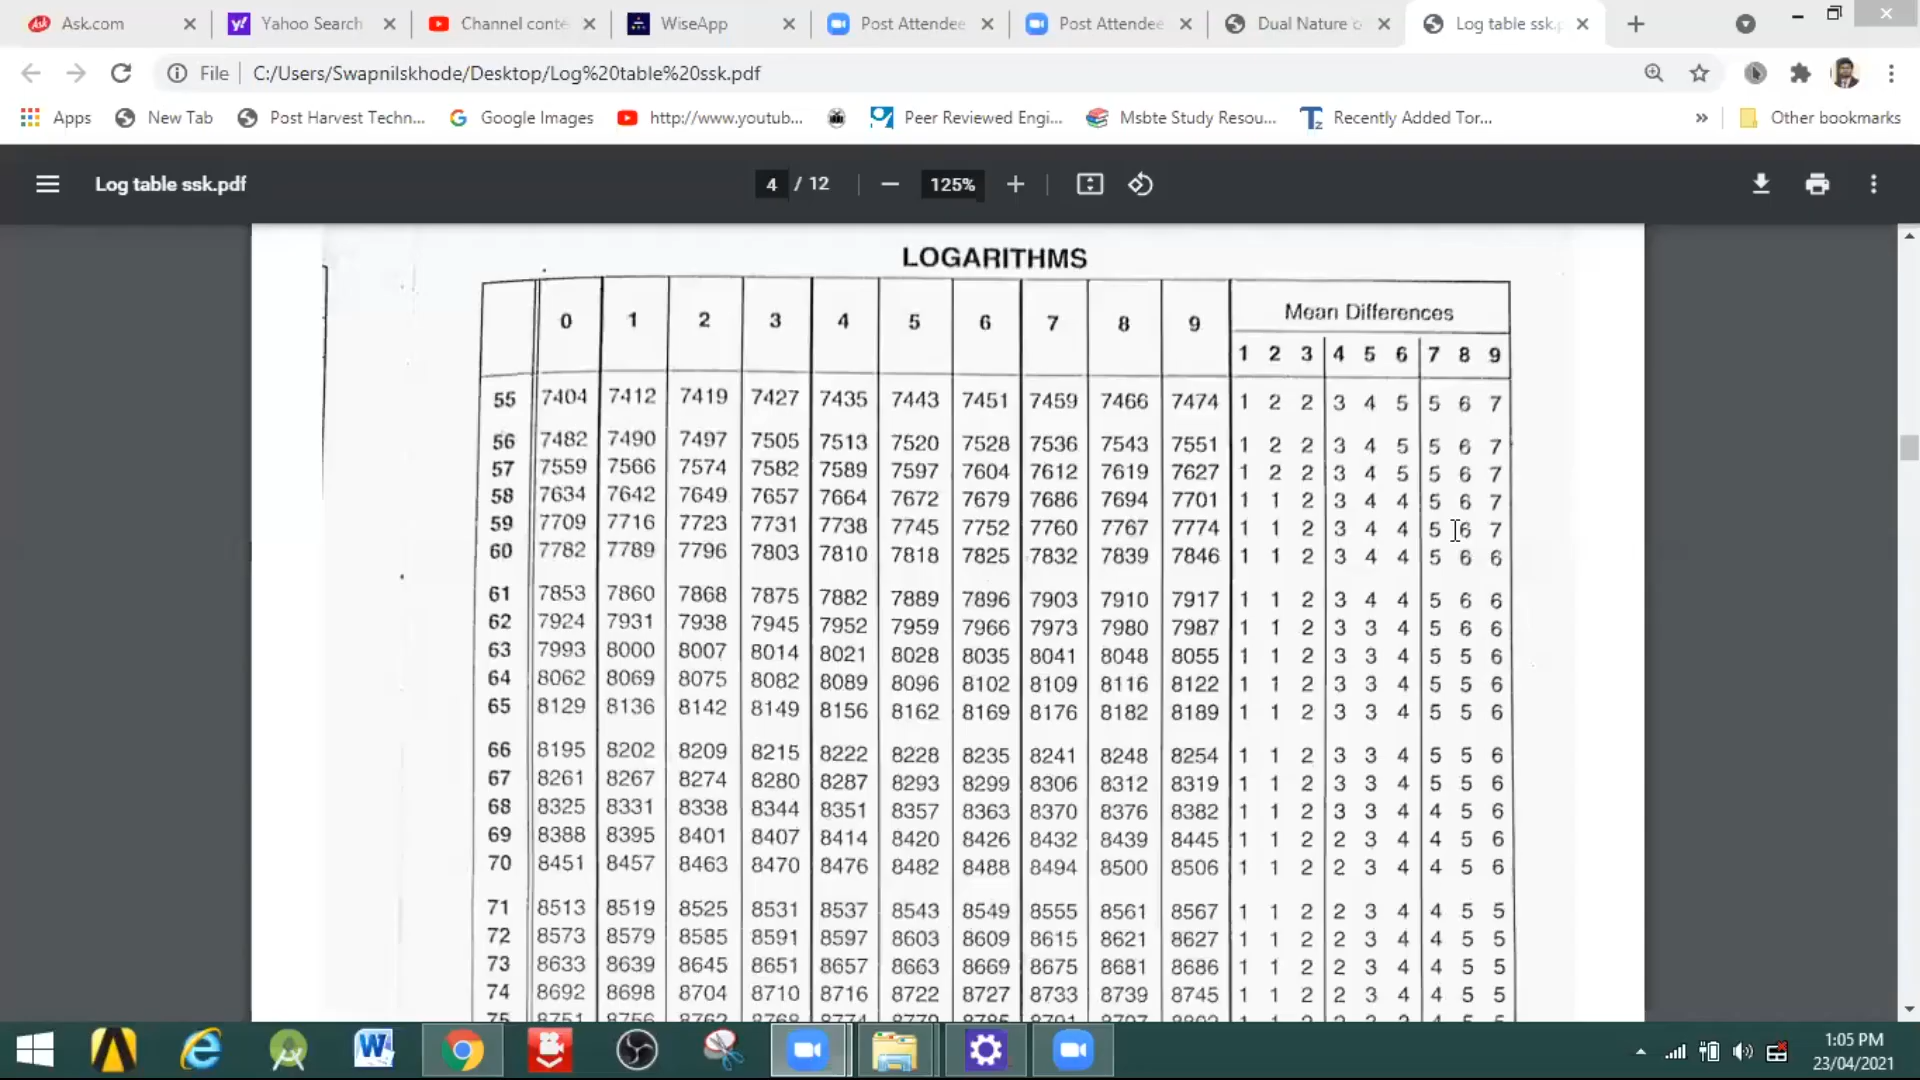 Ask.com Yahoo Search Channel conte WiseApp Post Attendee Post Attendee Dual Nature o Log table ssk.p
File C:/Users/Swapnilskhode/Desktop/Log%20table%20ssk.pdf
Apps New Tab Post Harvest Techn... Google Images http://www.youtub... Peer Reviewed Engi... Msbte Study Resou... Recently Added Tor... » Other bookmarks
Log table ssk.pdf 4 / 12 − 125% +
LOGARITHMS
Mean Differences
0 1 2 3 4 5 6 7 8 9
1 2 3 4 5 6 7 8 9
55 7404 7412 7419 7427 7435 7443 7451 7459 7466 7474 1 2 2 3 4 5 5 6 7
56 7482 7490 7497 7505 7513 7520 7528 7536 7543 7551 1 2 2 3 4 5 5 6 7
57 7559 7566 7574 7582 7589 7597 7604 7612 7619 7627 1 2 2 3 4 5 5 6 7
58 7634 7642 7649 7657 7664 7672 7679 7686 7694 7701 1 1 2 3 4 4 5 6 7
59 7709 7716 7723 7731 7738 7745 7752 7760 7767 7774 1 1 2 3 4 4 5 6 7
60 7782 7789 7796 7803 7810 7818 7825 7832 7839 7846 1 1 2 3 4 4 5 6 6
61 7853 7860 7868 7875 7882 7889 7896 7903 7910 7917 1 1 2 3 4 4 5 6 6
62 7924 7931 7938 7945 7952 7959 7966 7973 7980 7987 1 1 2 3 3 4 5 6 6
63 7993 8000 8007 8014 8021 8028 8035 8041 8048 8055 1 1 2 3 3 4 5 5 6
64 8062 8069 8075 8082 8089 8096 8102 8109 8116 8122 1 1 2 3 3 4 5 5 6
65 8129 8136 8142 8149 8156 8162 8169 8176 8182 8189 1 1 2 3 3 4 5 5 6
66 8195 8202 8209 8215 8222 8228 8235 8241 8248 8254 1 1 2 3 3 4 5 5 6
67 8261 8267 8274 8280 8287 8293 8299 8306 8312 8319 1 1 2 3 3 4 5 5 6
68 8325 8331 8338 8344 8351 8357 8363 8370 8376 8382 1 1 2 3 3 4 4 5 6
69 8388 8395 8401 8407 8414 8420 8426 8432 8439 8445 1 1 2 2 3 4 4 5 6
70 8451 8457 8463 8470 8476 8482 8488 8494 8500 8506 1 1 2 2 3 4 4 5 6
71 8513 8519 8525 8531 8537 8543 8549 8555 8561 8567 1 1 2 2 3 4 4 5 5
72 8573 8579 8585 8591 8597 8603 8609 8615 8621 8627 1 1 2 2 3 4 4 5 5
73 8633 8639 8645 8651 8657 8663 8669 8675 8681 8686 1 1 2 2 3 4 4 5 5
74 8692 8698 8704 8710 8716 8722 8727 8733 8739 8745 1 1 2 2 3 4 4 5 5
1:05 PM
23/04/2021